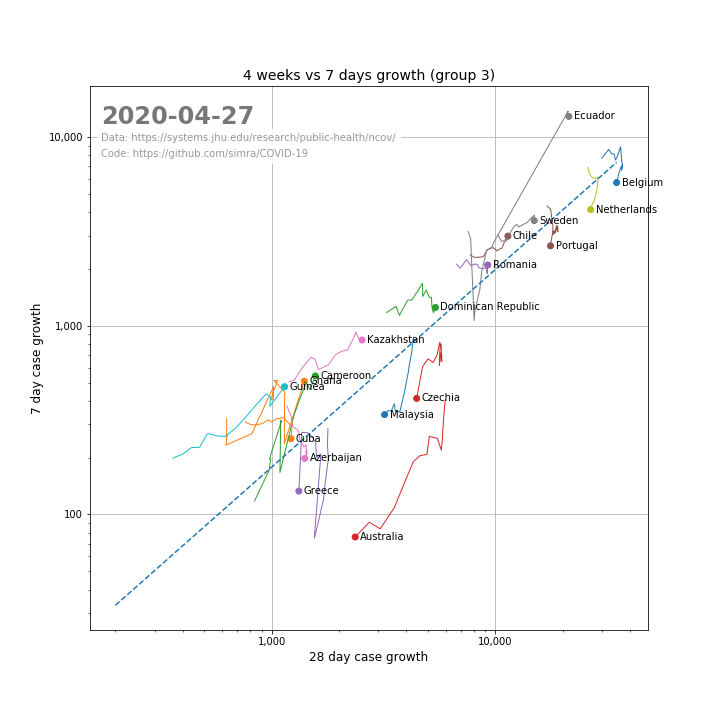 4 weeks vs 7 days growth (group 3)
2020-04-27
Data: https://systems.jhu.edu/research/public-health/ncov/
Code: https://github.com/simra/COVID-19
Ecuador
10,000
Belgium
Netherlands
Sweden
Chile
Portugal
Romania
Dominican Republic
1,000
Kazakhstan
Cameroon
Ghana
Guinea
Czechia
Malaysia
Cuba
Azerbaijan
Greece
100
Australia
7 day case growth
1,000
10,000
28 day case growth